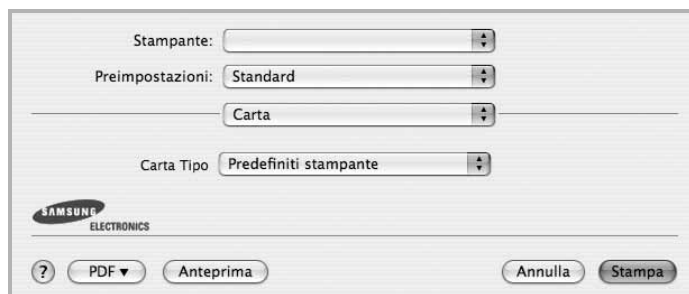 Stampante:
Preimpostazioni: Standard
Carta
Carta Tipo Predefiniti stampante
SAMSUNG
ELECTRONICS
? PDF▼ Anteprima Annulla Stampa